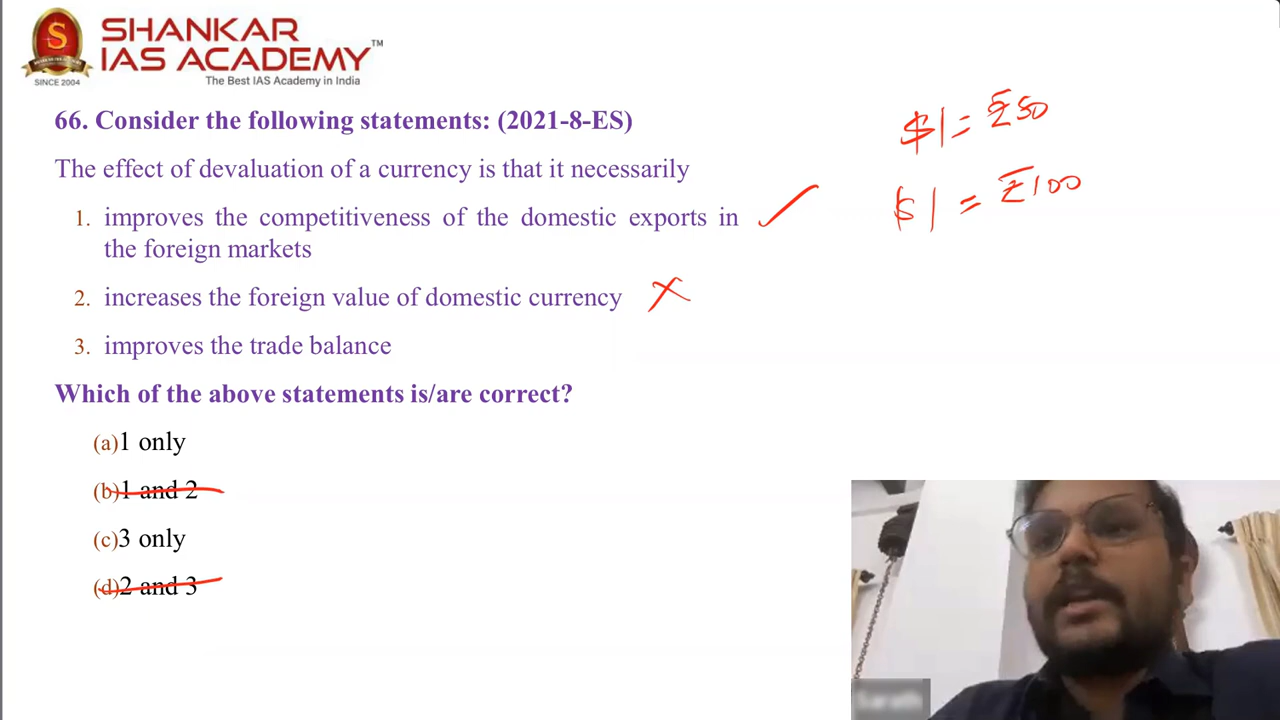 SHANKAR
IAS ACADEMY™
The Best IAS Academy in India
SINCE 2004
66. Consider the following statements: (2021-8-ES)
The effect of devaluation of a currency is that it necessarily
1. improves the competitiveness of the domestic exports in
the foreign markets
2. increases the foreign value of domestic currency
3. improves the trade balance
Which of the above statements is/are correct?
(a)1 only
(b)1 and 2
(c)3 only
(d)2 and 3
$1 = ₹50
$1 = ₹100